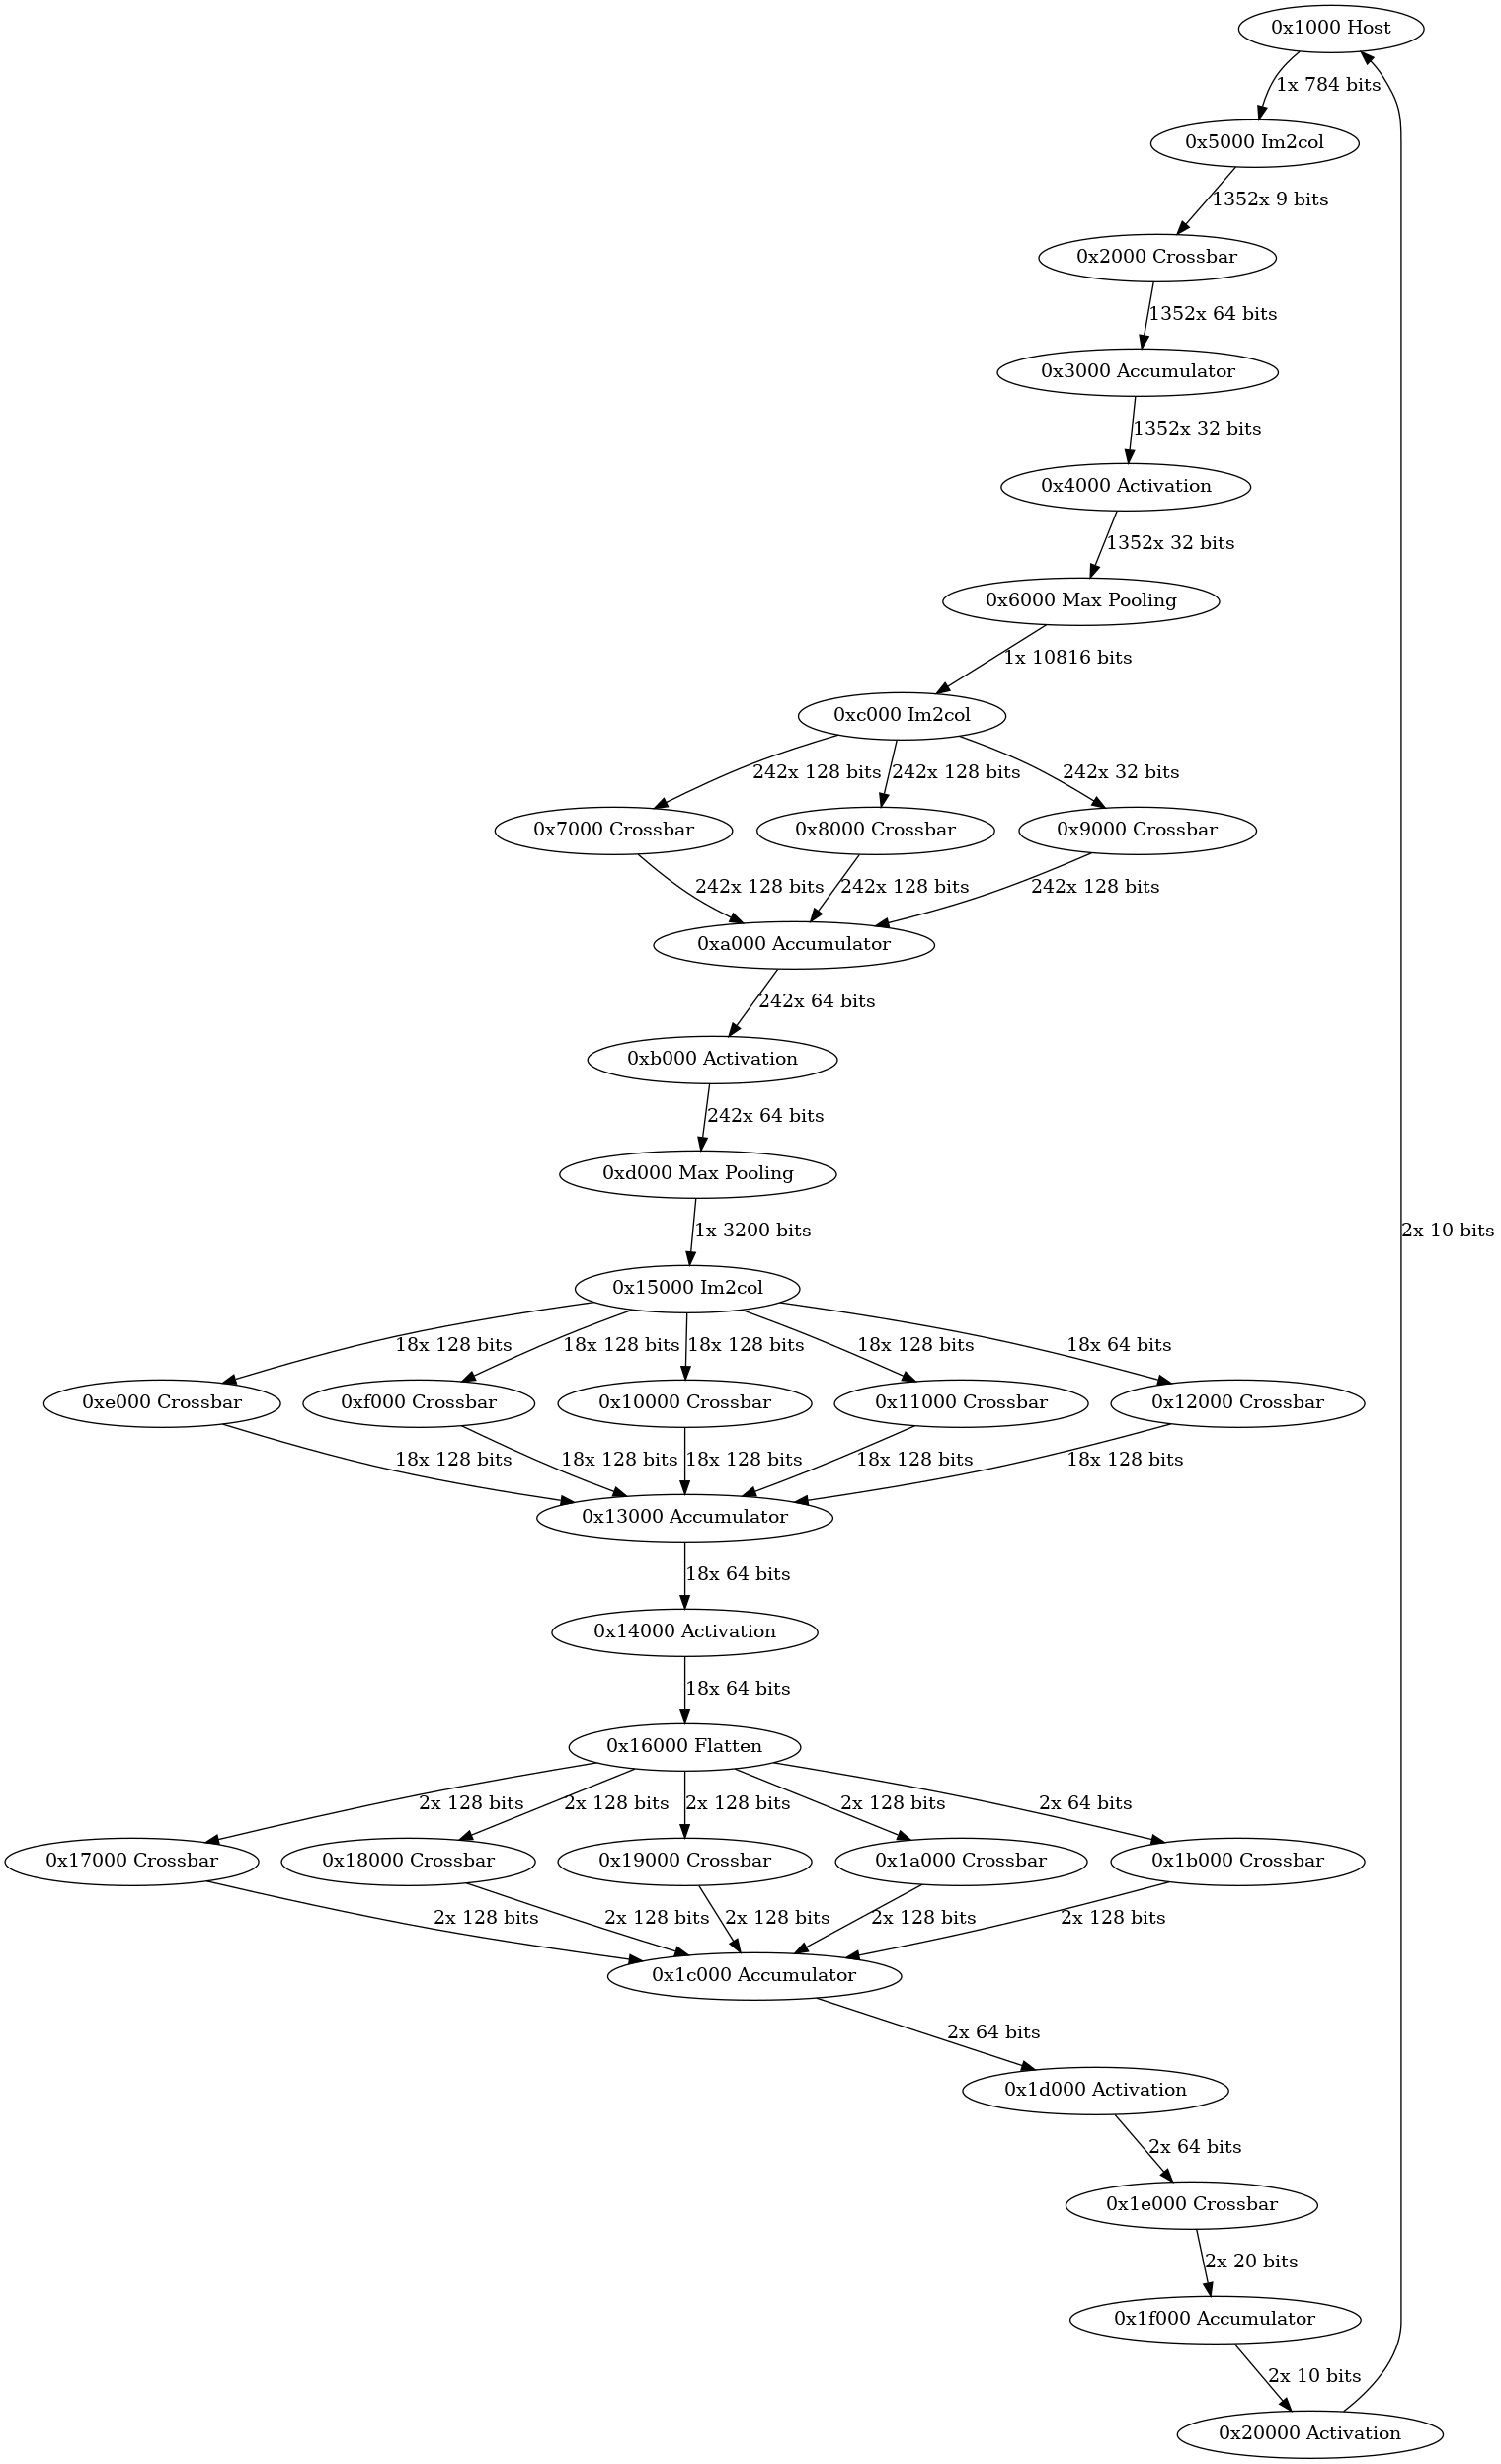 0x1000 Host
1x 784 bits
0x5000 Im2col
1352x 9 bits
0x2000 Crossbar
1352x 64 bits
0x3000 Accumulator
1352x 32 bits
0x4000 Activation
1352x 32 bits
0x6000 Max Pooling
1x 10816 bits
0xc000 Im2col
242x 128 bits 242x 128 bits 242x 32 bits
0x7000 Crossbar 0x8000 Crossbar 0x9000 Crossbar
242x 128 bits 242x 128 bits 242x 128 bits
0xa000 Accumulator
242x 64 bits
0xb000 Activation
242x 64 bits
0xd000 Max Pooling
1x 3200 bits 2x 10 bits
0x15000 Im2col
18x 128 bits 18x 128 bits 18x 128 bits 18x 128 bits 18x 64 bits
0xe000 Crossbar 0xf000 Crossbar 0x10000 Crossbar 0x11000 Crossbar 0x12000 Crossbar
18x 128 bits 18x 128 bits 18x 128 bits 18x 128 bits 18x 128 bits
0x13000 Accumulator
18x 64 bits
0x14000 Activation
18x 64 bits
0x16000 Flatten
2x 128 bits 2x 128 bits 2x 128 bits 2x 128 bits 2x 64 bits
0x17000 Crossbar 0x18000 Crossbar 0x19000 Crossbar 0x1a000 Crossbar 0x1b000 Crossbar
2x 128 bits 2x 128 bits 2x 128 bits 2x 128 bits 2x 128 bits
0x1c000 Accumulator
2x 64 bits
0x1d000 Activation
2x 64 bits
0x1e000 Crossbar
2x 20 bits
0x1f000 Accumulator
2x 10 bits
0x20000 Activation